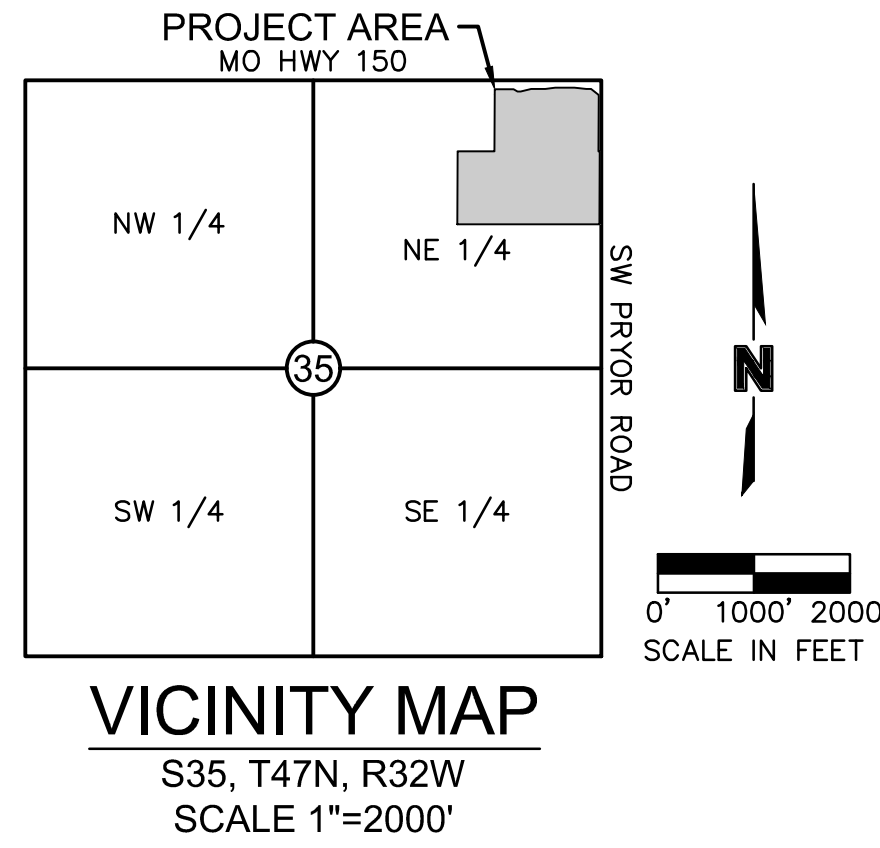 PROJECT AREA
MO HWY 150
NW 1/4
NE 1/4
SW PRYOR ROAD
35
N
SW 1/4
SE 1/4
0' 1000' 2000
SCALE IN FEET
VICINITY MAP
S35, T47N, R32W
SCALE 1"=2000'